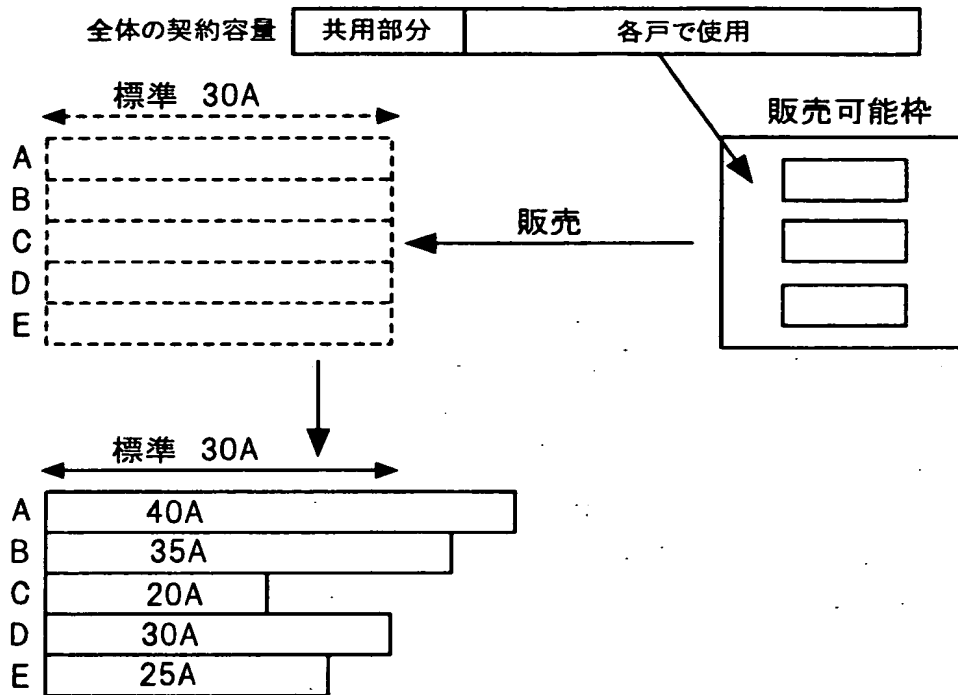 全体の契約容量 共用部分 各戸で使用
標準 30A
販売可能枠
A
B
C
D
E
販売
標準 30A
A 40A
B 35A
C 20A
D 30A
E 25A